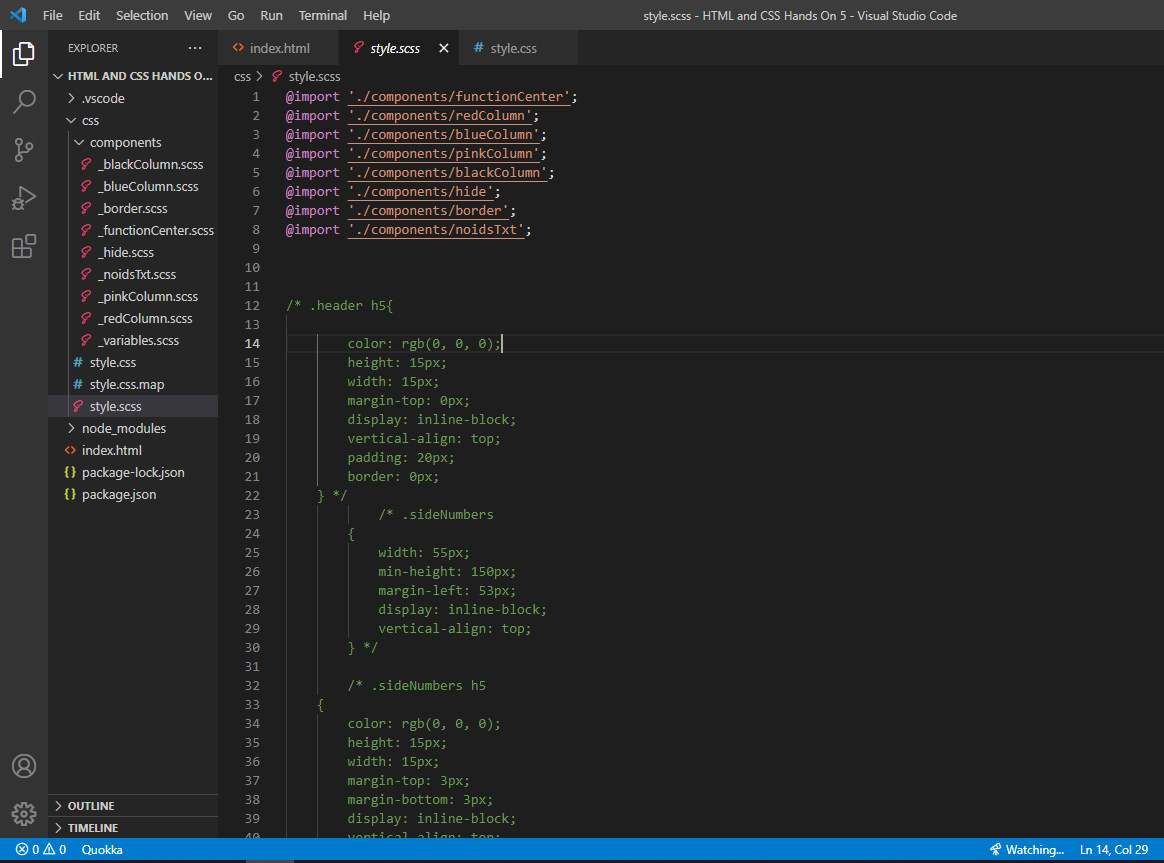 File Edit Selection View Go Run Terminal Help style.scss - HTML and CSS Hands On 5 - Visual Studio Code
EXPLORER ...
HTML AND CSS HANDS O...
.vscode
css
components
_blackColumn.scss
_blueColumn.scss
_border.scss
_functionCenter.scss
_hide.scss
_noidsTxt.scss
_pinkColumn.scss
_redColumn.scss
_variables.scss
# style.css
# style.css.map
style.scss
node_modules
<> index.html
{} package-lock.json
{} package.json
OUTLINE
TIMELINE
<> index.html style.scss × # style.css
css > style.scss
1 @import './components/functionCenter';
2 @import './components/redColumn';
3 @import './components/blueColumn';
4 @import './components/pinkColumn';
5 @import './components/blackColumn';
6 @import './components/hide';
7 @import './components/border';
8 @import './components/noidsTxt';
9
10
11
12 /* .header h5{
13
14 color: rgb(0, 0, 0);
15 height: 15px;
16 width: 15px;
17 margin-top: 0px;
18 display: inline-block;
19 vertical-align: top;
20 padding: 20px;
21 border: 0px;
22 } */
23 /* .sideNumbers
24 {
25 width: 55px;
26 min-height: 150px;
27 margin-left: 53px;
28 display: inline-block;
29 vertical-align: top;
30 } */
31
32 /* .sideNumbers h5
33 {
34 color: rgb(0, 0, 0);
35 height: 15px;
36 width: 15px;
37 margin-top: 3px;
38 margin-bottom: 3px;
39 display: inline-block;
40 vertical-align: top;
0 0 Quokka Watching... Ln 14, Col 29